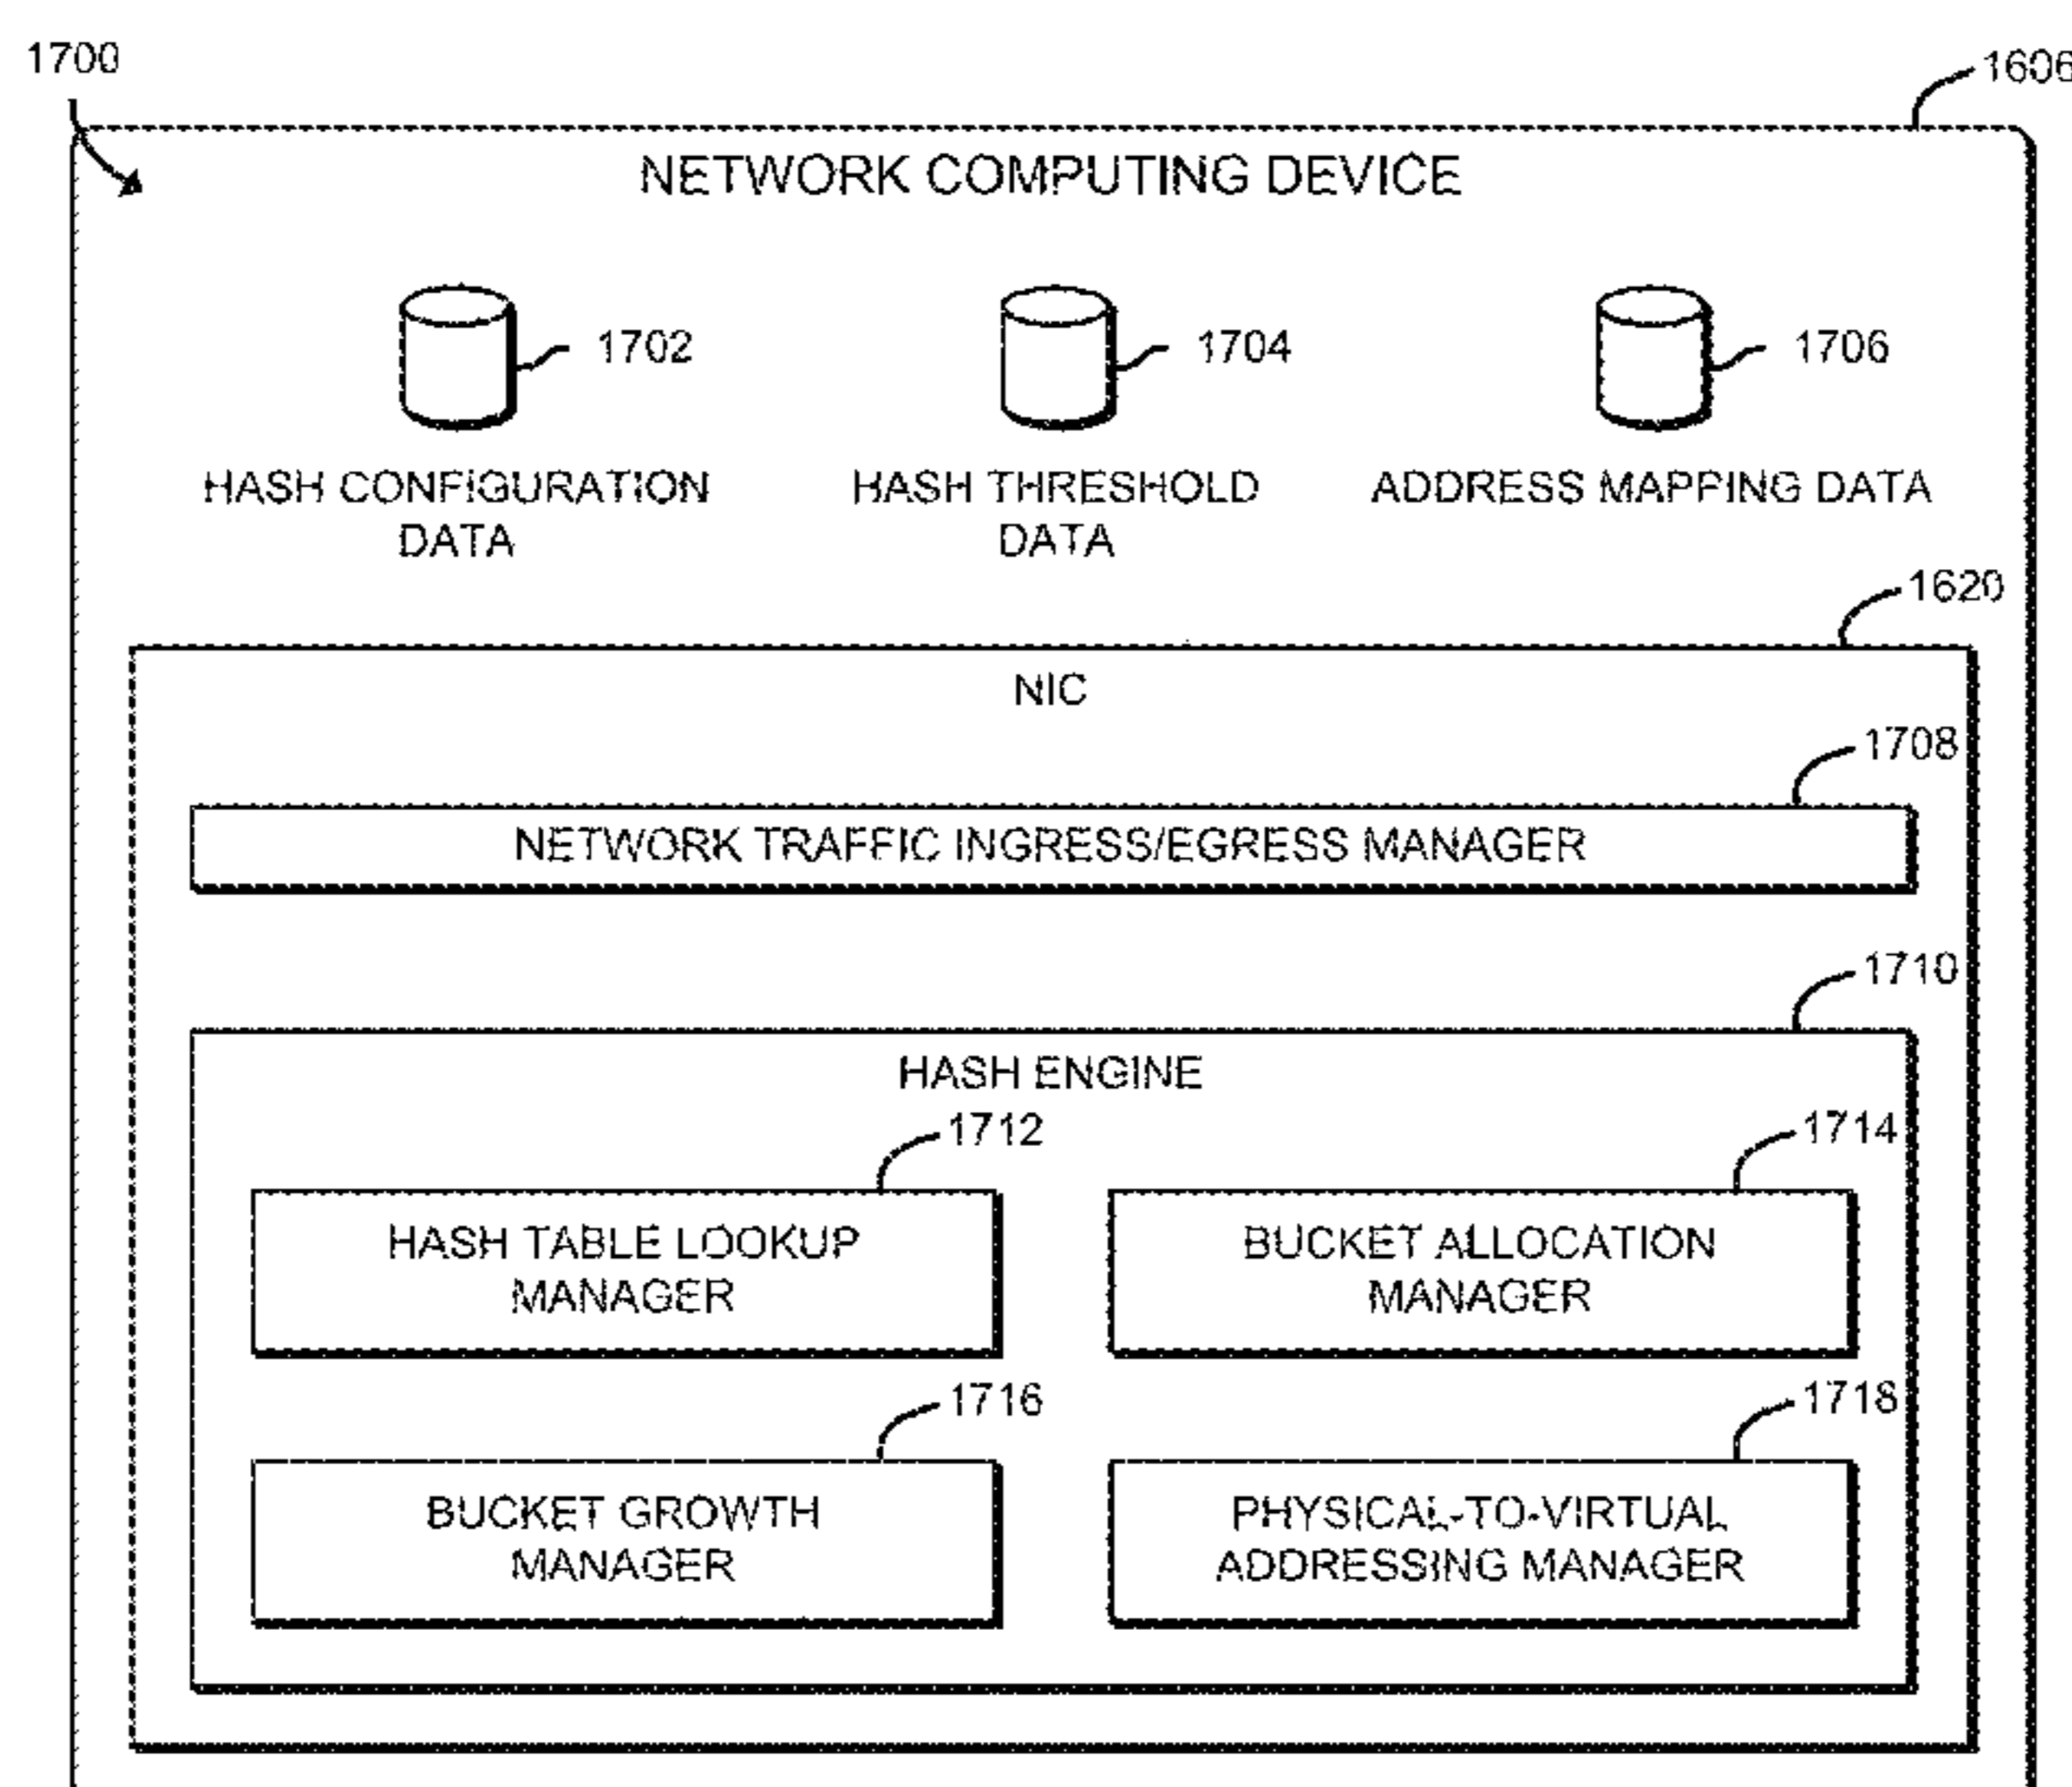 1700
1606
NETWORK COMPUTING DEVICE
1702
1704
1706
HASH CONFIGURATION
DATA
HASH THRESHOLD
DATA
ADDRESS MAPPING DATA
1620
NIC
1708
NETWORK TRAFFIC INGRESS/EGRESS MANAGER
1710
HASH ENGINE
1712
1714
HASH TABLE LOOKUP
MANAGER
BUCKET ALLOCATION
MANAGER
1716
1718
BUCKET GROWTH
MANAGER
PHYSICAL-TO-VIRTUAL
ADDRESSING MANAGER